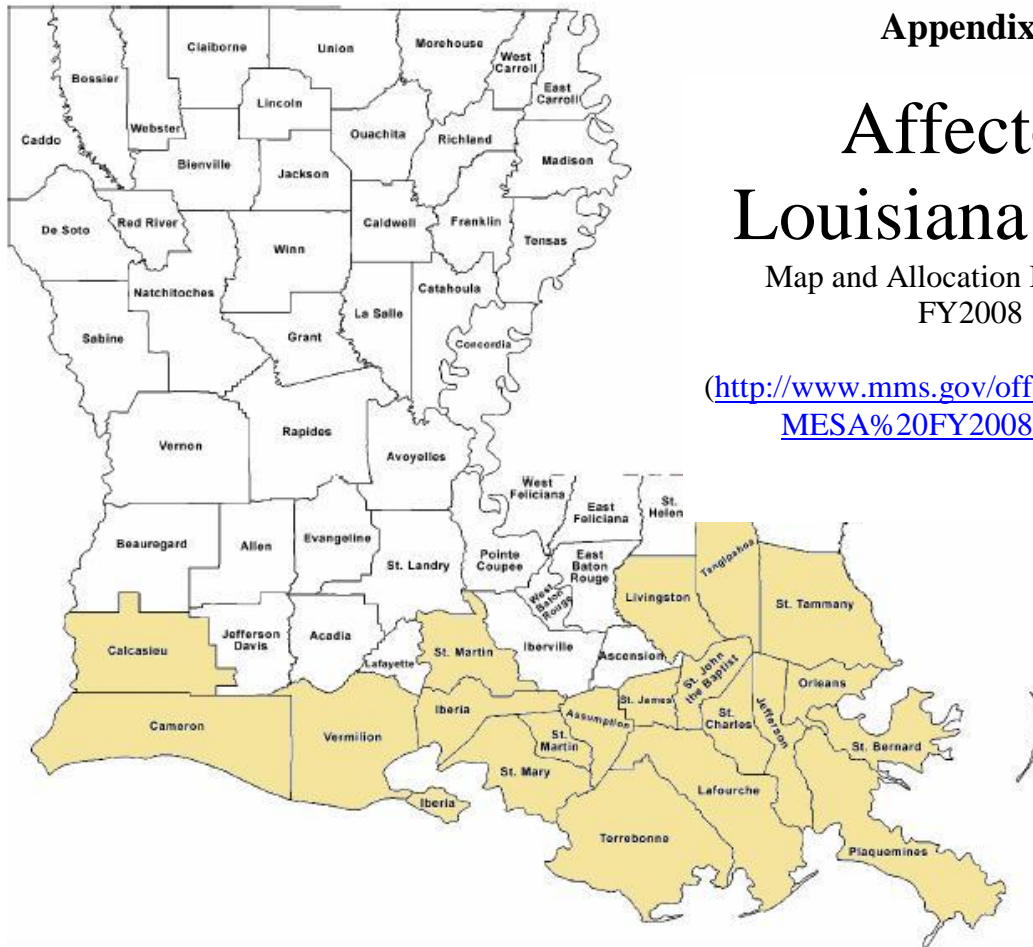 Appendix
Affect
Louisiana
Map and Allocation
FY2008
(http://www.mms.gov/off
MESA%20FY2008
Claiborne
Union
Morehouse
West
Carroll
East
Carroll
Bossier
Webster
Lincoln
Ouachita
Richland
Madison
Caddo
Bienville
Jackson
De Soto
Red River
Caldwell
Franklin
Tensas
Winn
Natchitoches
Catahoula
La Salle
Sabine
Grant
Concordia
Vernon
Rapides
Avoyelles
West
Feliciana
East
Feliciana
St.
Helen
Beauregard
Allen
Evangeline
St. Landry
Pointe
Coupee
East
Baton
Rouge
West
Baton
Rouge
Livingston
Tangipahoa
St. Tammany
Calcasieu
Jefferson
Davis
Acadia
Lafayette
St. Martin
Iberville
Ascension
St. John
the Baptist
Orleans
Cameron
Vermilion
Iberia
Assumption
St. James
St.
Charles
Jefferson
St. Bernard
St.
Martin
St. Mary
Iberia
Lafourche
Terrebonne
Plaquemines